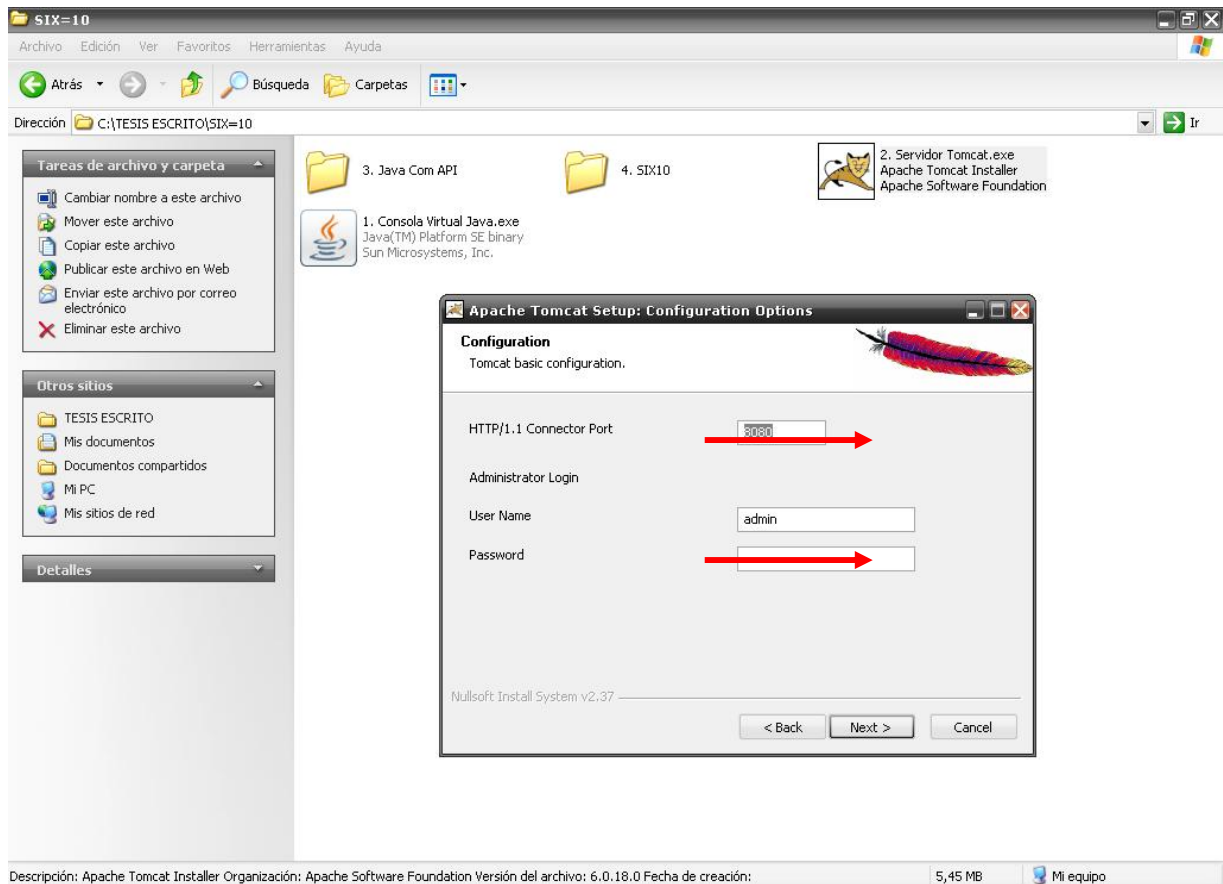 SIX=10
Archivo Edición Ver Favoritos Herramientas Ayuda
Atrás Búsqueda Carpetas
Dirección C:\TESIS ESCRITO\SIX=10 Ir
Tareas de archivo y carpeta
Cambiar nombre a este archivo
Mover este archivo
Copiar este archivo
Publicar este archivo en Web
Enviar este archivo por correo
electrónico
Eliminar este archivo
Otros sitios
TESIS ESCRITO
Mis documentos
Documentos compartidos
Mi PC
Mis sitios de red
Detalles
3. Java Com API
4. SIX10
2. Servidor Tomcat.exe
Apache Tomcat Installer
Apache Software Foundation
1. Consola Virtual Java.exe
Java(TM) Platform SE binary
Sun Microsystems, Inc.
Apache Tomcat Setup: Configuration Options
Configuration
Tomcat basic configuration.
HTTP/1.1 Connector Port 8080
Administrator Login
User Name admin
Password
Nullsoft Install System v2.37
< Back Next > Cancel
Descripción: Apache Tomcat Installer Organización: Apache Software Foundation Versión del archivo: 6.0.18.0 Fecha de creación: 5,45 MB Mi equipo